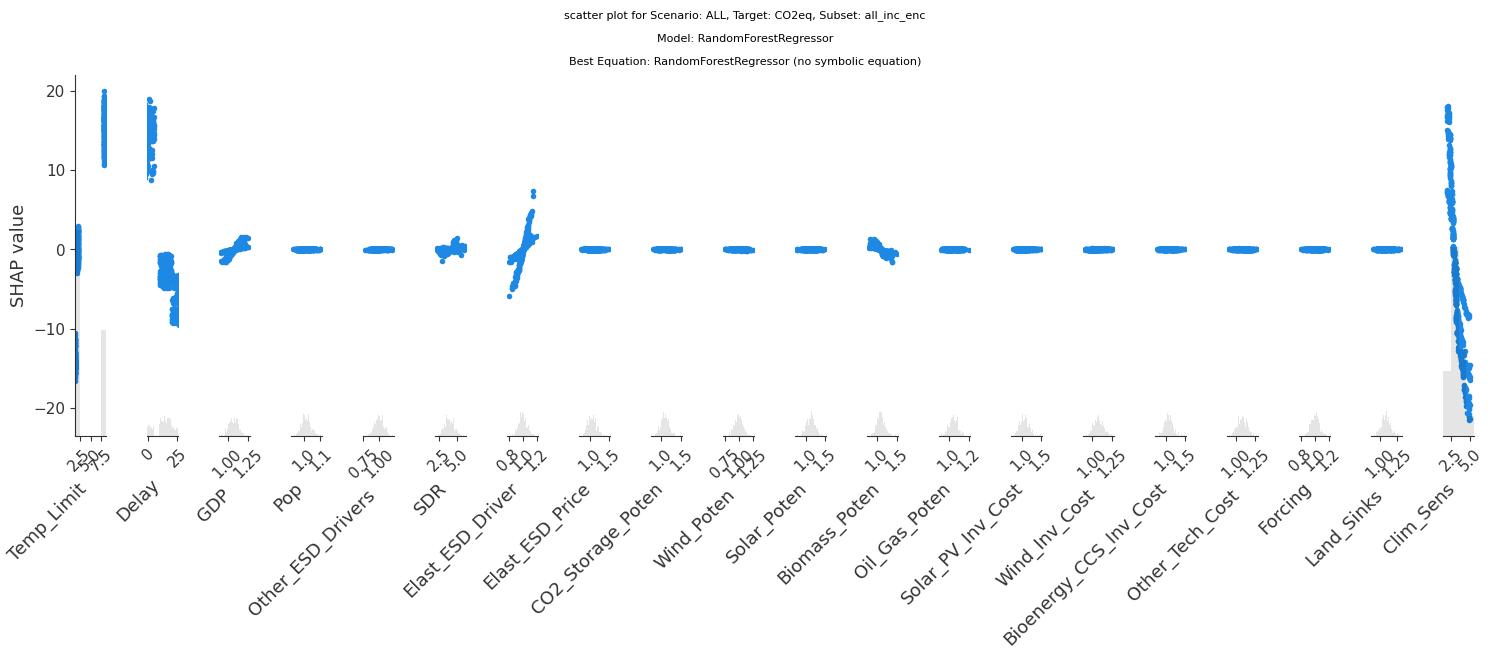 scatter plot for Scenario: ALL, Target: CO2eq, Subset: all_inc_enc
Model: RandomForestRegressor
Best Equation: RandomForestRegressor (no symbolic equation)
SHAP value
20
10
0
−10
−20
2.5 5.0 7.5
0 25
1.00 1.25
1.0 1.1
0.75 1.00
2.5 5.0
0.8 1.0 1.2
1.0 1.5
1.0 1.5
0.75 1.00 1.25
1.0 1.5
1.0 1.5
1.0 1.2
1.0 1.5
1.00 1.25
1.0 1.5
1.00 1.25
0.8 1.0 1.2
1.00 1.25
2.5 5.0
Temp_Limit
Delay
GDP
Pop
Other_ESD_Drivers
SDR
Elast_ESD_Driver
Elast_ESD_Price
CO2_Storage_Poten
Wind_Poten
Solar_Poten
Biomass_Poten
Oil_Gas_Poten
Solar_PV_Inv_Cost
Wind_Inv_Cost
Bioenergy_CCS_Inv_Cost
Other_Tech_Cost
Forcing
Land_Sinks
Clim_Sens